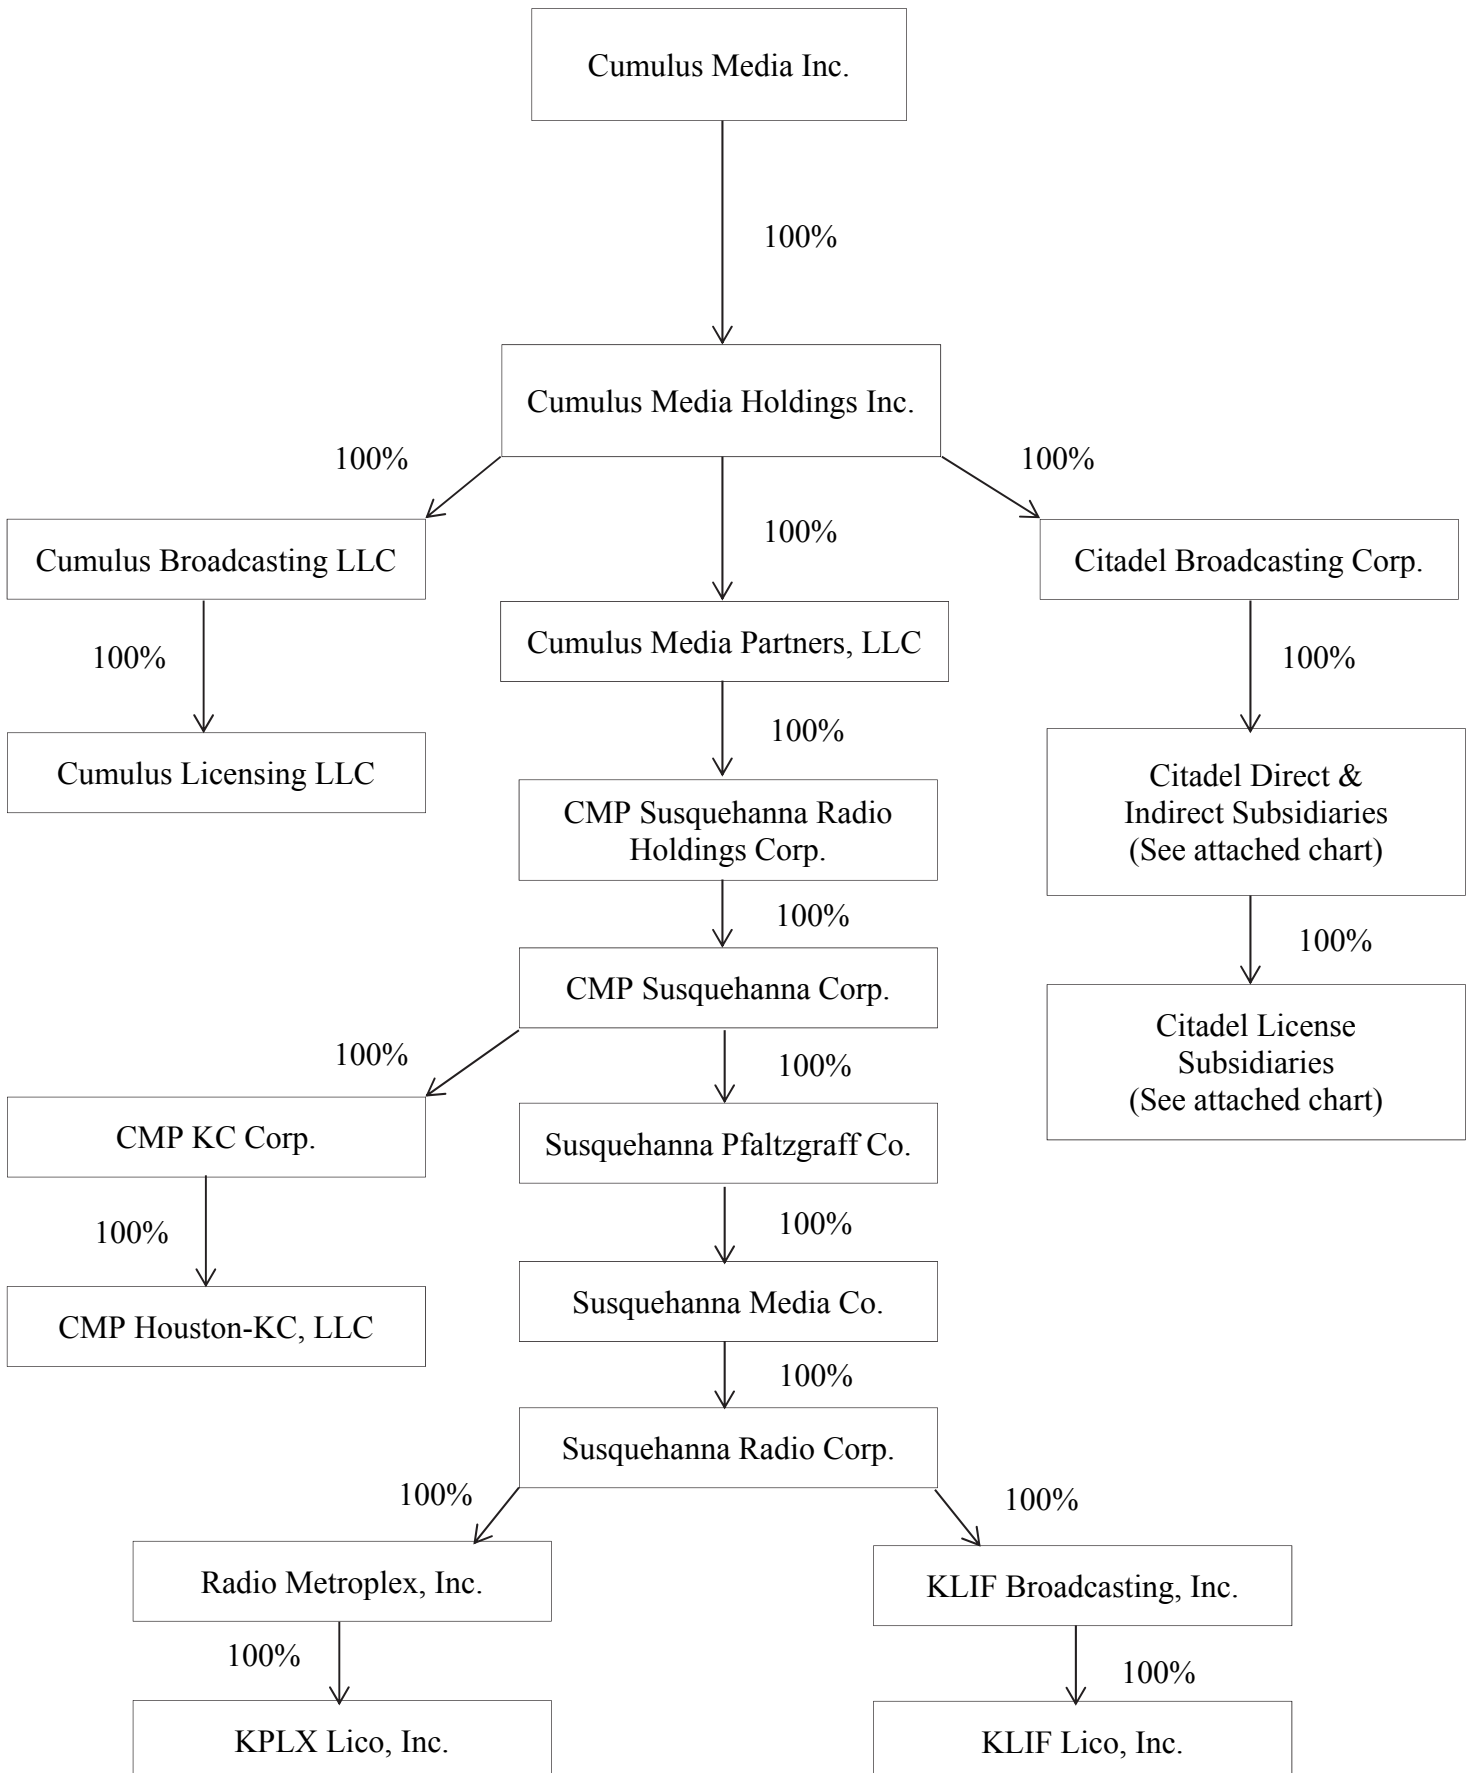 Cumulus Media Inc.
100%
Cumulus Media Holdings Inc.
100%
100%
100%
Cumulus Broadcasting LLC
Citadel Broadcasting Corp.
Cumulus Media Partners, LLC
100%
100%
100%
Cumulus Licensing LLC
CMP Susquehanna Radio
Holdings Corp.
Citadel Direct &
Indirect Subsidiaries
(See attached chart)
100%
100%
CMP Susquehanna Corp.
Citadel License
Subsidiaries
(See attached chart)
100%
100%
CMP KC Corp.
Susquehanna Pfaltzgraff Co.
100%
100%
CMP Houston-KC, LLC
Susquehanna Media Co.
100%
Susquehanna Radio Corp.
100%
100%
Radio Metroplex, Inc.
KLIF Broadcasting, Inc.
100%
100%
KPLX Lico, Inc.
KLIF Lico, Inc.